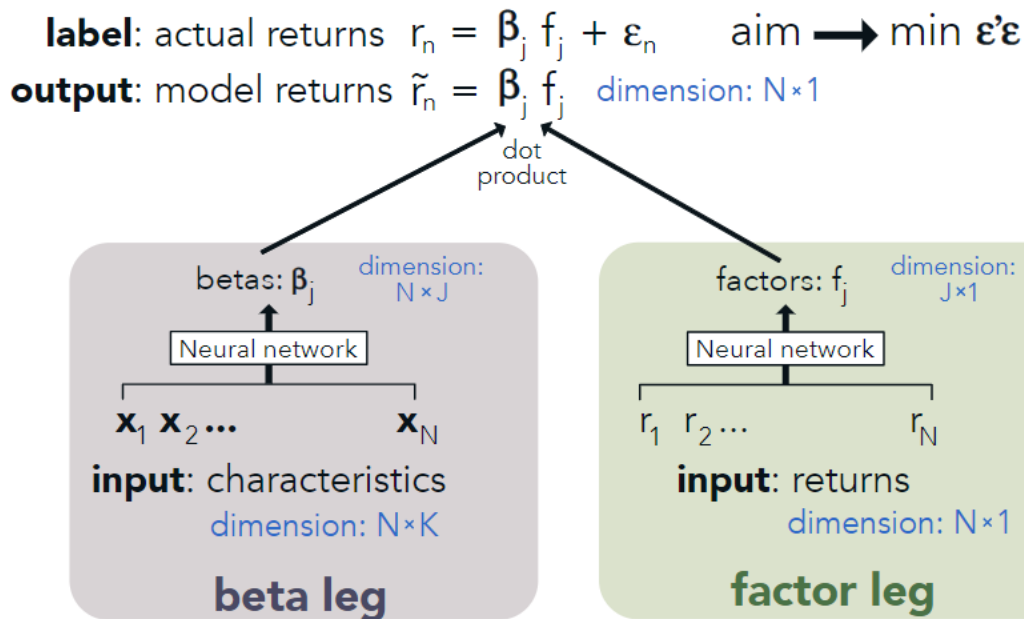 label: actual returns rₙ = βⱼ fⱼ + εₙ aim → min ε'ε
output: model returns r̃ₙ = βⱼ fⱼ dimension: N×1
dot
product
betas: βⱼ
dimension:
N×J
Neural network
x₁ x₂... x_N
input: characteristics
dimension: N×K
beta leg
factors: fⱼ
dimension:
J×1
Neural network
r₁ r₂... r_N
input: returns
dimension: N×1
factor leg